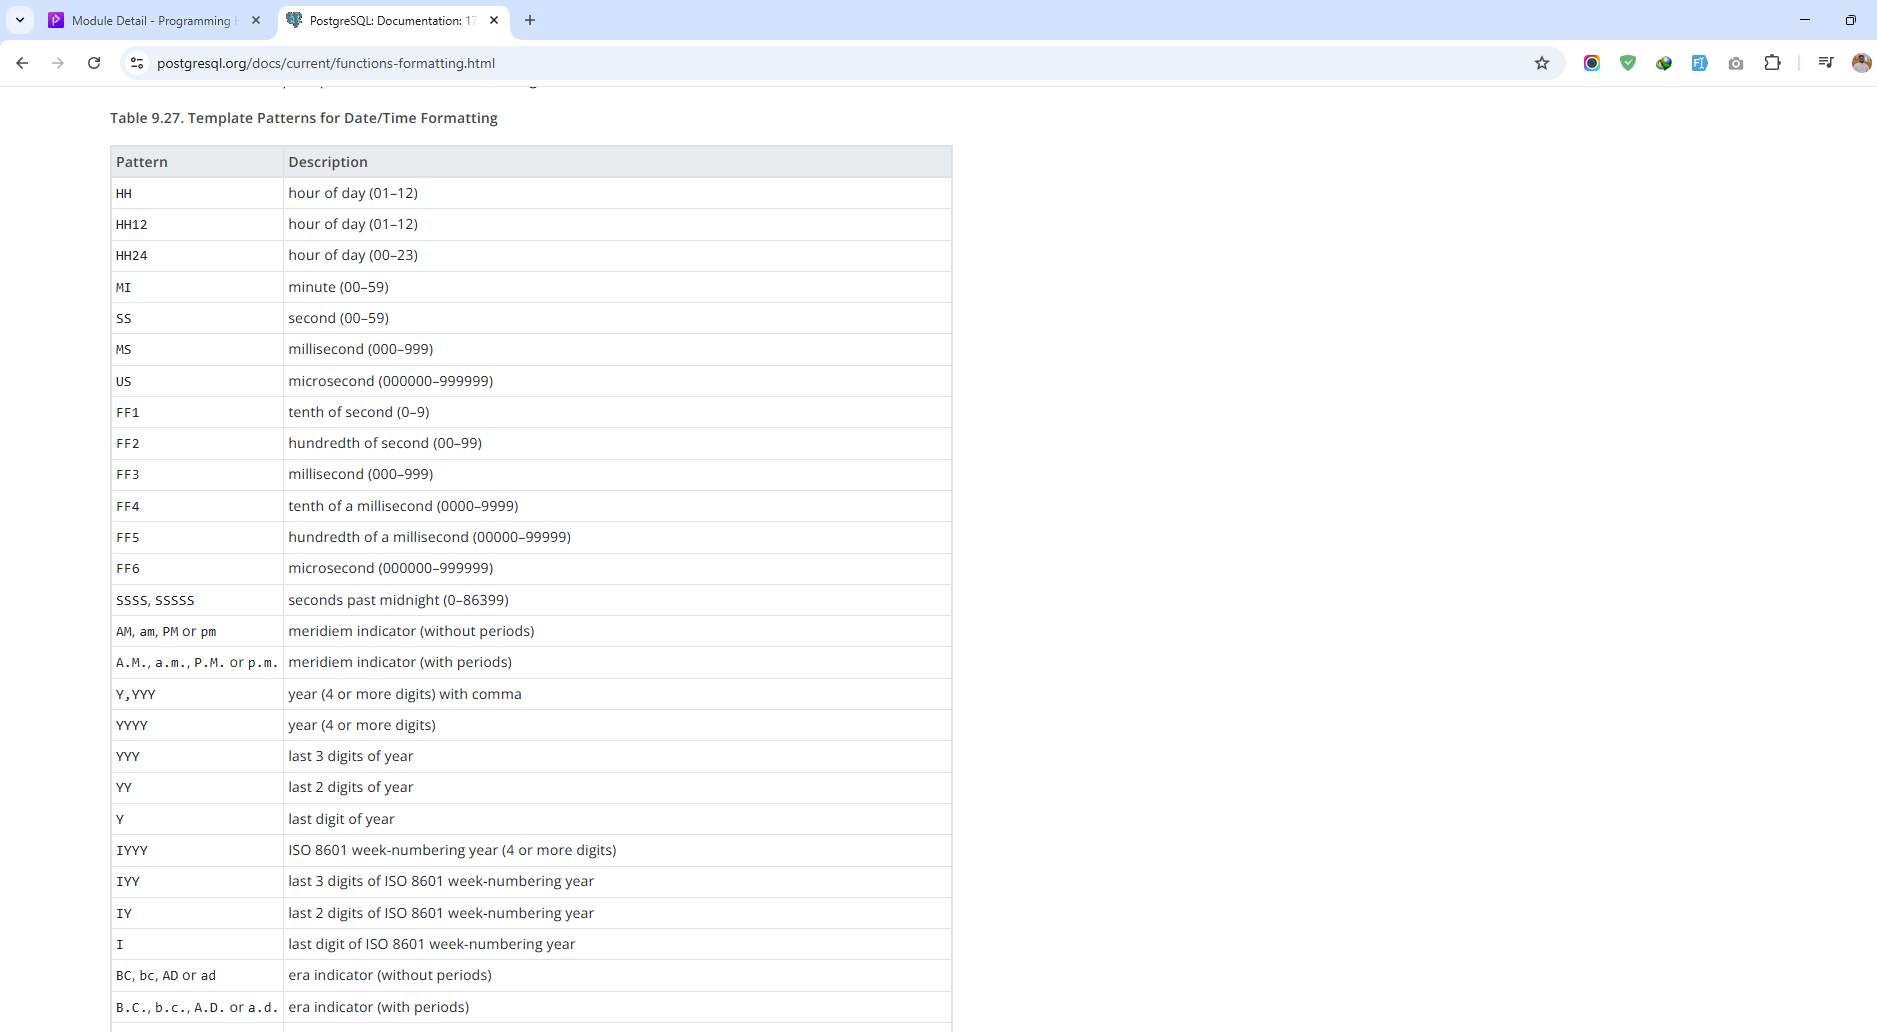 Module Detail - Programming
PostgreSQL: Documentation: 17
postgresql.org/docs/current/functions-formatting.html
Table 9.27. Template Patterns for Date/Time Formatting
Pattern Description
HH hour of day (01–12)
HH12 hour of day (01–12)
HH24 hour of day (00–23)
MI minute (00–59)
SS second (00–59)
MS millisecond (000–999)
US microsecond (000000–999999)
FF1 tenth of second (0–9)
FF2 hundredth of second (00–99)
FF3 millisecond (000–999)
FF4 tenth of a millisecond (0000–9999)
FF5 hundredth of a millisecond (00000–99999)
FF6 microsecond (000000–999999)
SSSS, SSSSS seconds past midnight (0–86399)
AM, am, PM or pm meridiem indicator (without periods)
A.M., a.m., P.M. or p.m. meridiem indicator (with periods)
Y,YYY year (4 or more digits) with comma
YYYY year (4 or more digits)
YYY last 3 digits of year
YY last 2 digits of year
Y last digit of year
IYYY ISO 8601 week-numbering year (4 or more digits)
IYY last 3 digits of ISO 8601 week-numbering year
IY last 2 digits of ISO 8601 week-numbering year
I last digit of ISO 8601 week-numbering year
BC, bc, AD or ad era indicator (without periods)
B.C., b.c., A.D. or a.d. era indicator (with periods)